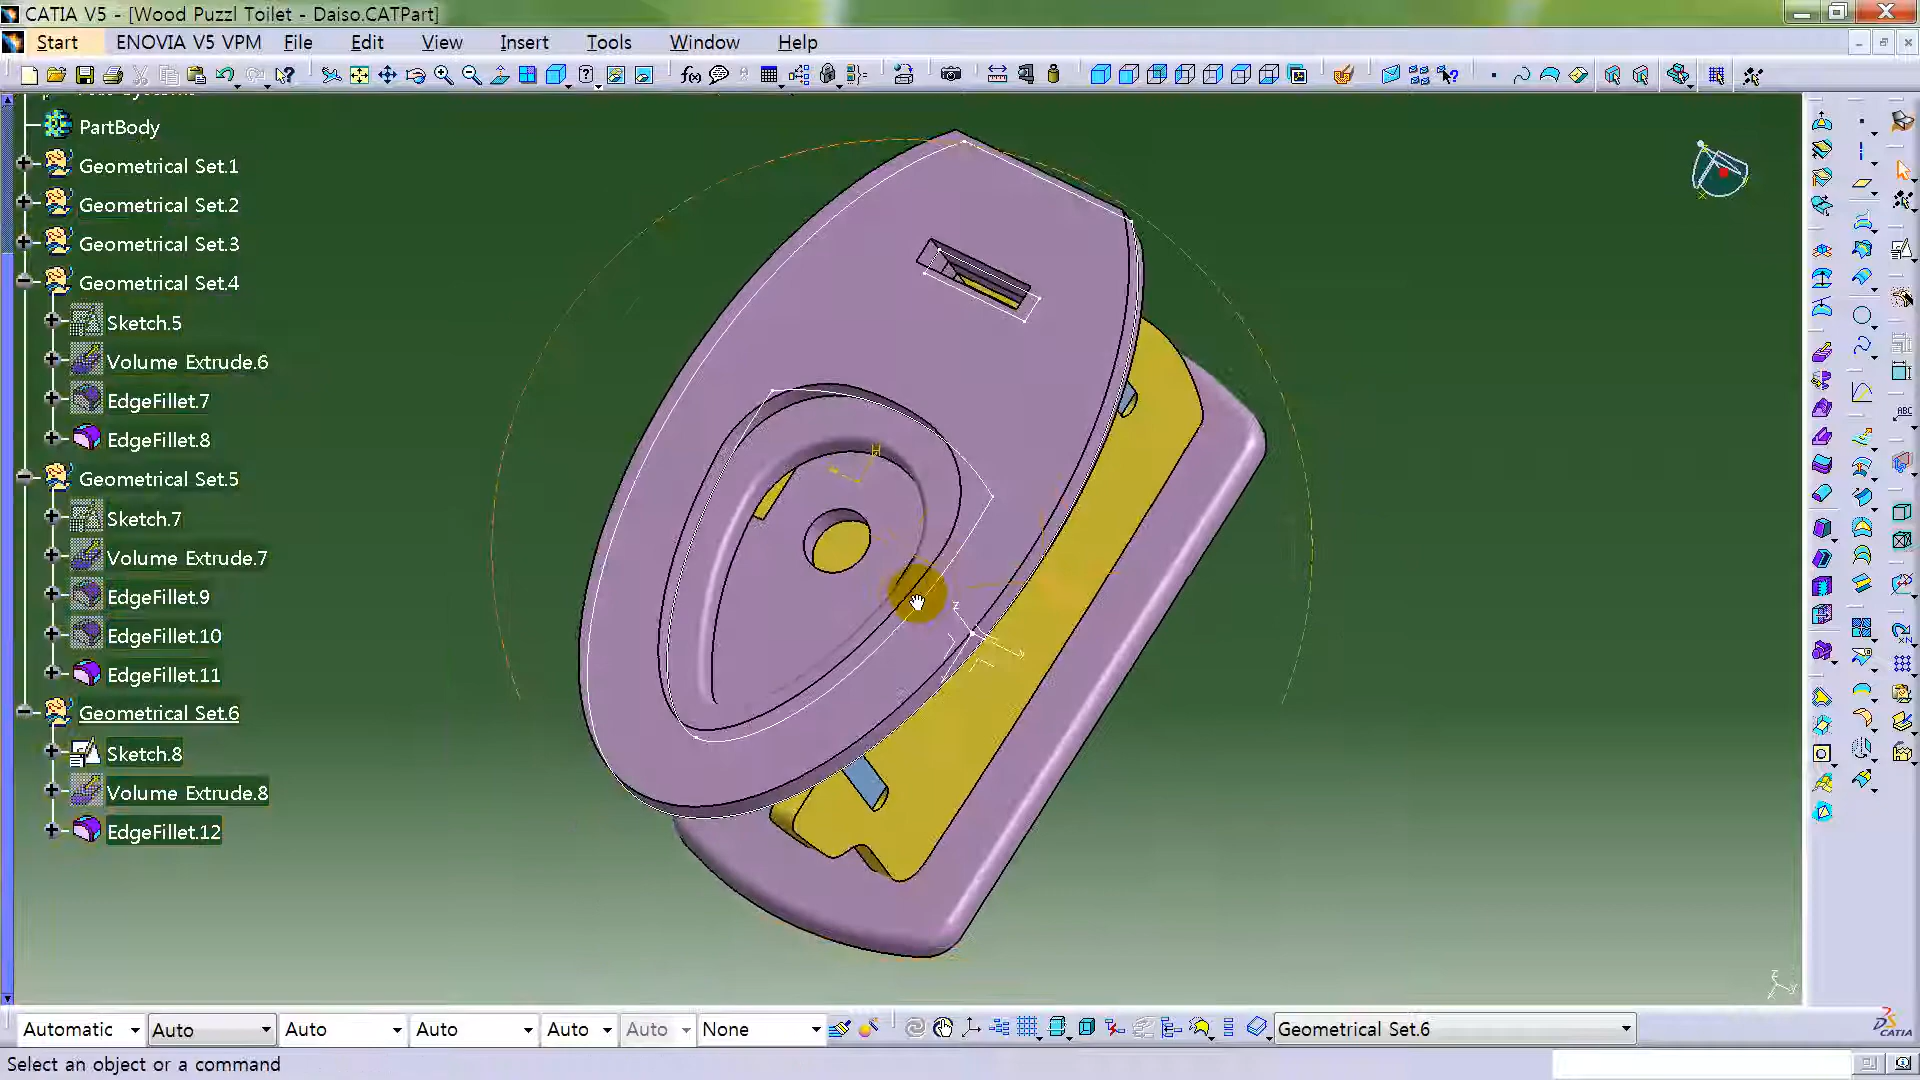 CATIA V5 - [Wood Puzzl Toilet - Daiso.CATPart]
Start ENOVIA V5 VPM File Edit View Insert Tools Window Help
PartBody
Geometrical Set.1
Geometrical Set.2
Geometrical Set.3
Geometrical Set.4
Sketch.5
Volume Extrude.6
EdgeFillet.7
EdgeFillet.8
Geometrical Set.5
Sketch.7
Volume Extrude.7
EdgeFillet.9
EdgeFillet.10
EdgeFillet.11
Geometrical Set.6
Sketch.8
Volume Extrude.8
EdgeFillet.12
H
z
ABC
Automatic Auto Auto Auto Auto Auto None Geometrical Set.6
CATIA
Select an object or a command